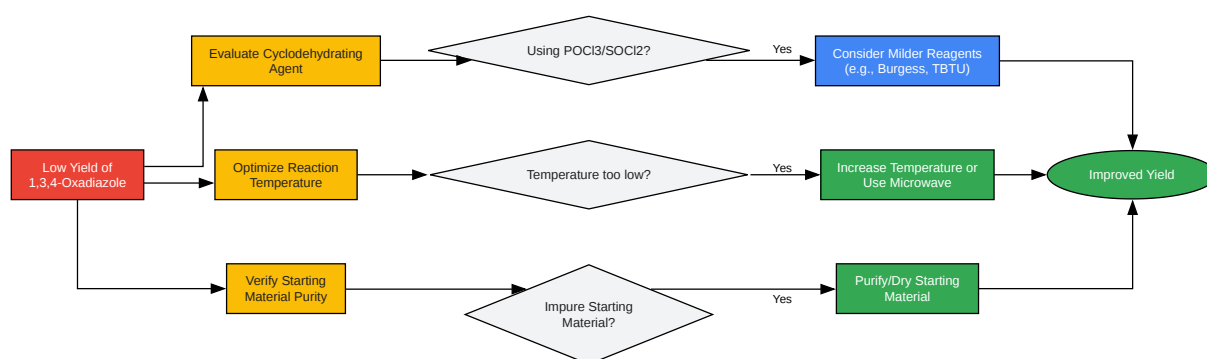 Evaluate Cyclodehydrating
Agent
Using POCl3/SOCl2?
Yes
Consider Milder Reagents
(e.g., Burgess, TBTU)
Low Yield of
1,3,4-Oxadiazole
Optimize Reaction
Temperature
Temperature too low?
Yes
Increase Temperature or
Use Microwave
Improved Yield
Verify Starting
Material Purity
Impure Starting
Material?
Yes
Purify/Dry Starting
Material